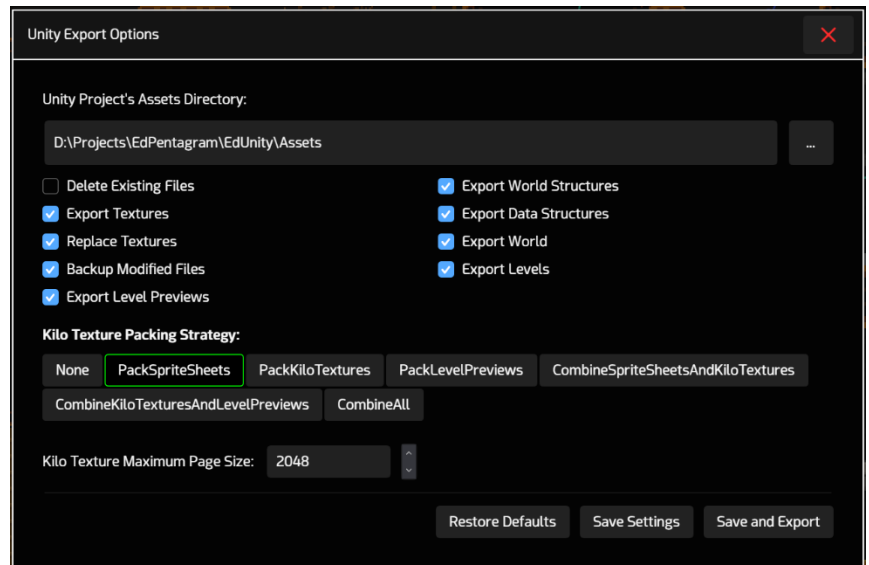 Unity Export Options
Unity Project's Assets Directory:
D:\Projects\EdPentagram\EdUnity\Assets
...
Delete Existing Files
Export World Structures
Export Textures
Export Data Structures
Replace Textures
Export World
Backup Modified Files
Export Levels
Export Level Previews
Kilo Texture Packing Strategy:
None PackSpriteSheets PackKiloTextures PackLevelPreviews CombineSpriteSheetsAndKiloTextures
CombineKiloTexturesAndLevelPreviews CombineAll
Kilo Texture Maximum Page Size: 2048
Restore Defaults Save Settings Save and Export